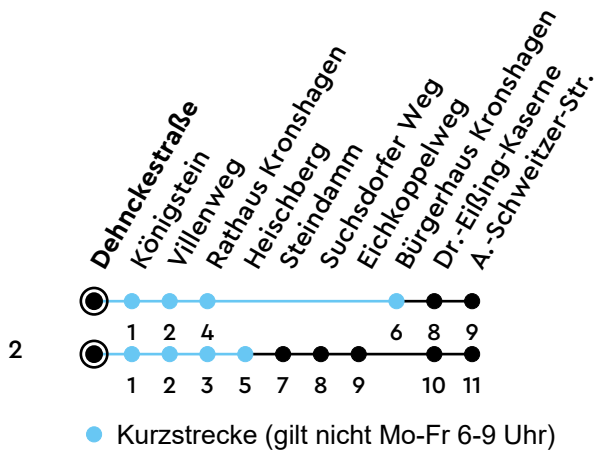 Dehnckestraße
Königstein
Villenweg
Rathaus Kronshagen
Heischberg
Steindamm
Suchsdorfer Weg
Eichkoppelweg
Bürgerhaus Kronshagen
Dr.-Eißing-Kaserne
A.-Schweitzer-Str.
1 2 4 6 8 9
2
1 2 3 5 7 8 9 10 11
Kurzstrecke (gilt nicht Mo-Fr 6-9 Uhr)